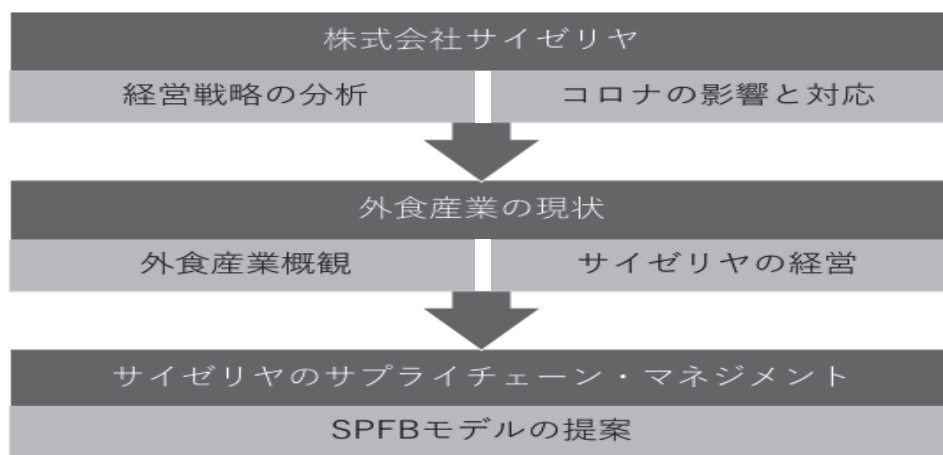 株式会社サイゼリヤ
経営戦略の分析
コロナの影響と対応
外食産業の現状
外食産業概観
サイゼリヤの経営
サイゼリヤのサプライチェーン・マネジメント
SPFBモデルの提案